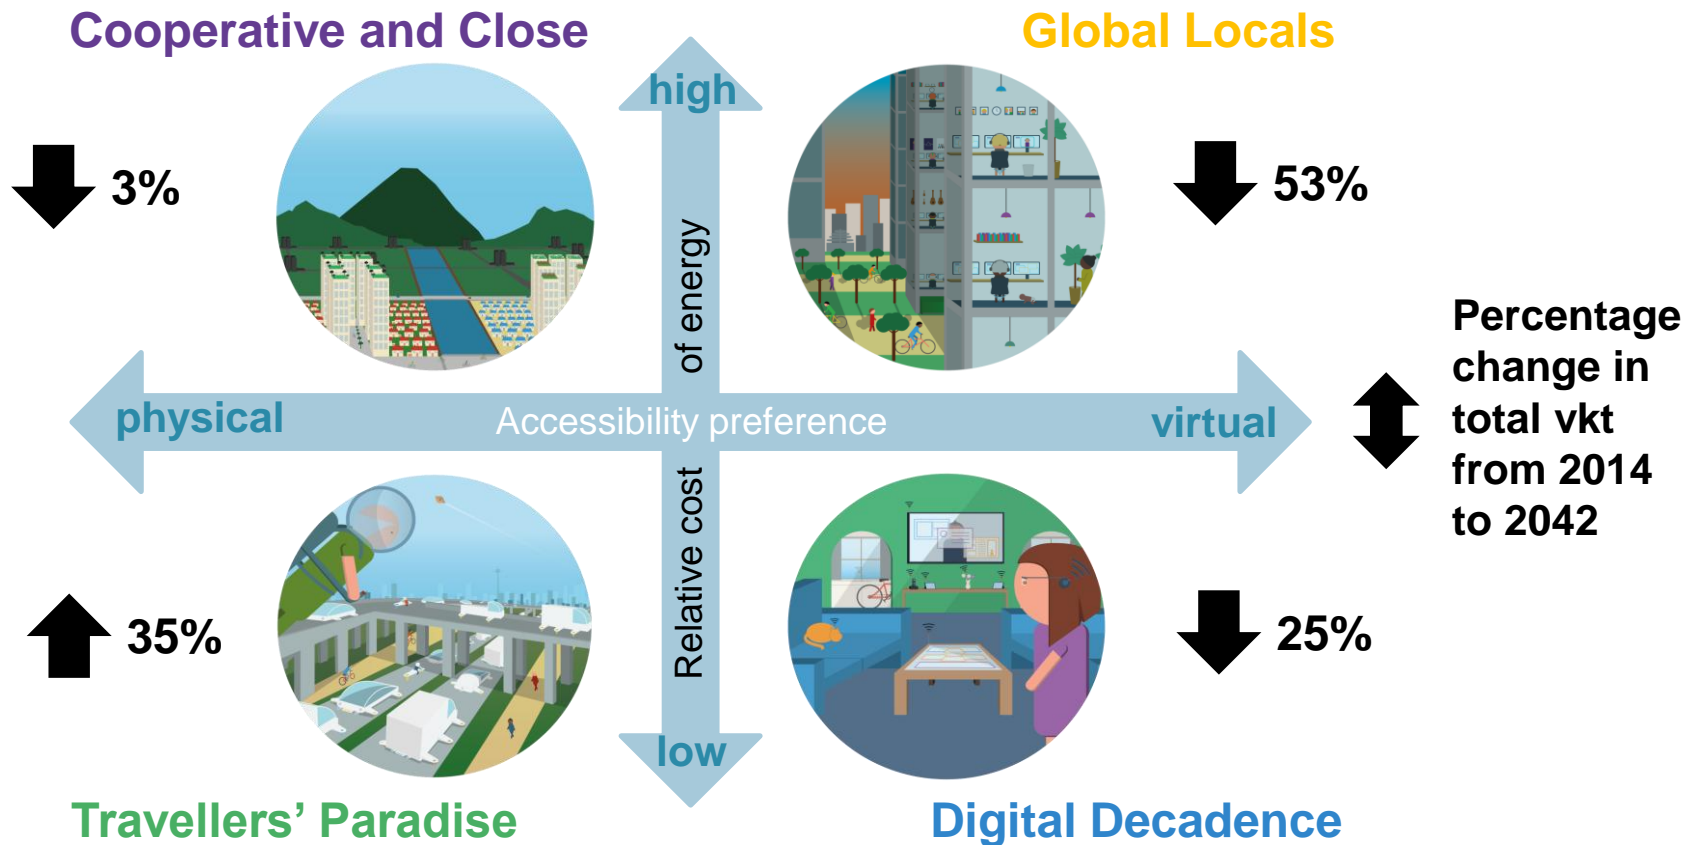 Cooperative and Close
Global Locals
high
3%
53%
of energy
Percentage
change in
total vkt
from 2014
to 2042
physical
Accessibility preference
virtual
Relative cost
35%
25%
low
Travellers’ Paradise
Digital Decadence